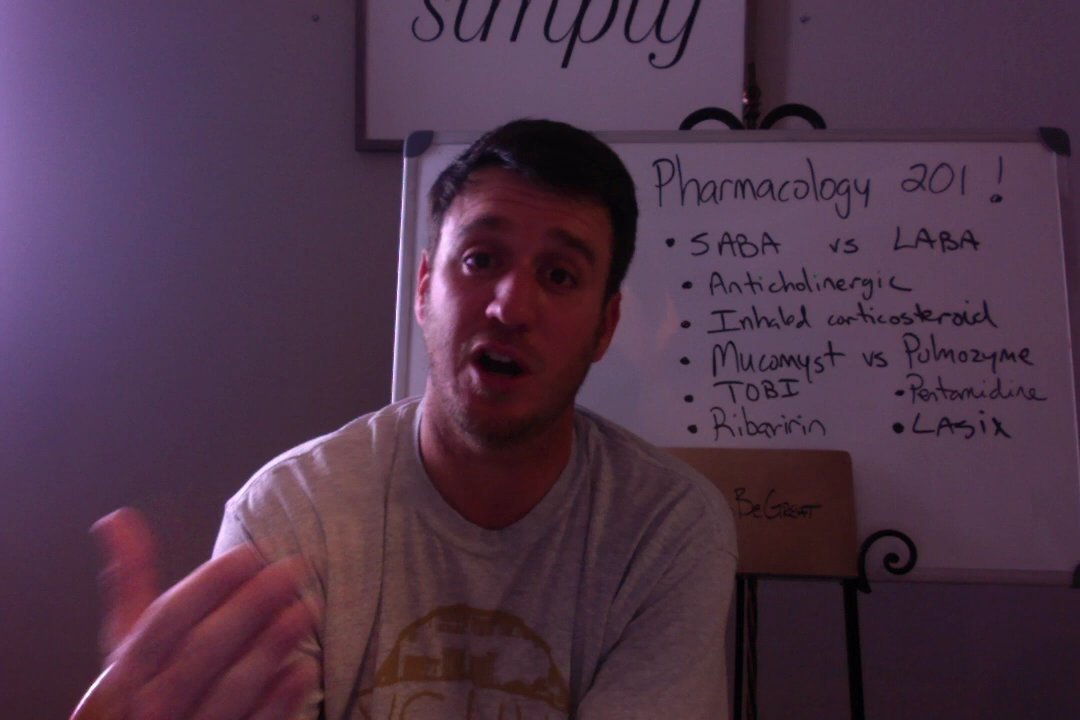 simply
Pharmacology 201!
• SABA vs LABA
• Anticholinergic
• Inhaled corticosteroid
• Mucomyst vs Pulmozyme
• TOBI • Pentamidine
• Ribavirin • LASIX
BeGreat